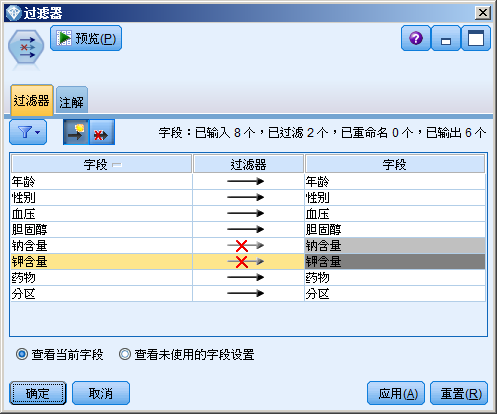 过滤器
预览(P)
过滤器 注解
字段：已输入 8 个，已过滤 2 个，已重命名 0 个，已输出 6 个
字段 过滤器 字段
年龄 年龄
性别 性别
血压 血压
胆固醇 胆固醇
钠含量 钠含量
钾含量 钾含量
药物 药物
分区 分区
查看当前字段 查看未使用的字段设置
确定 取消 应用(A) 重置(R)